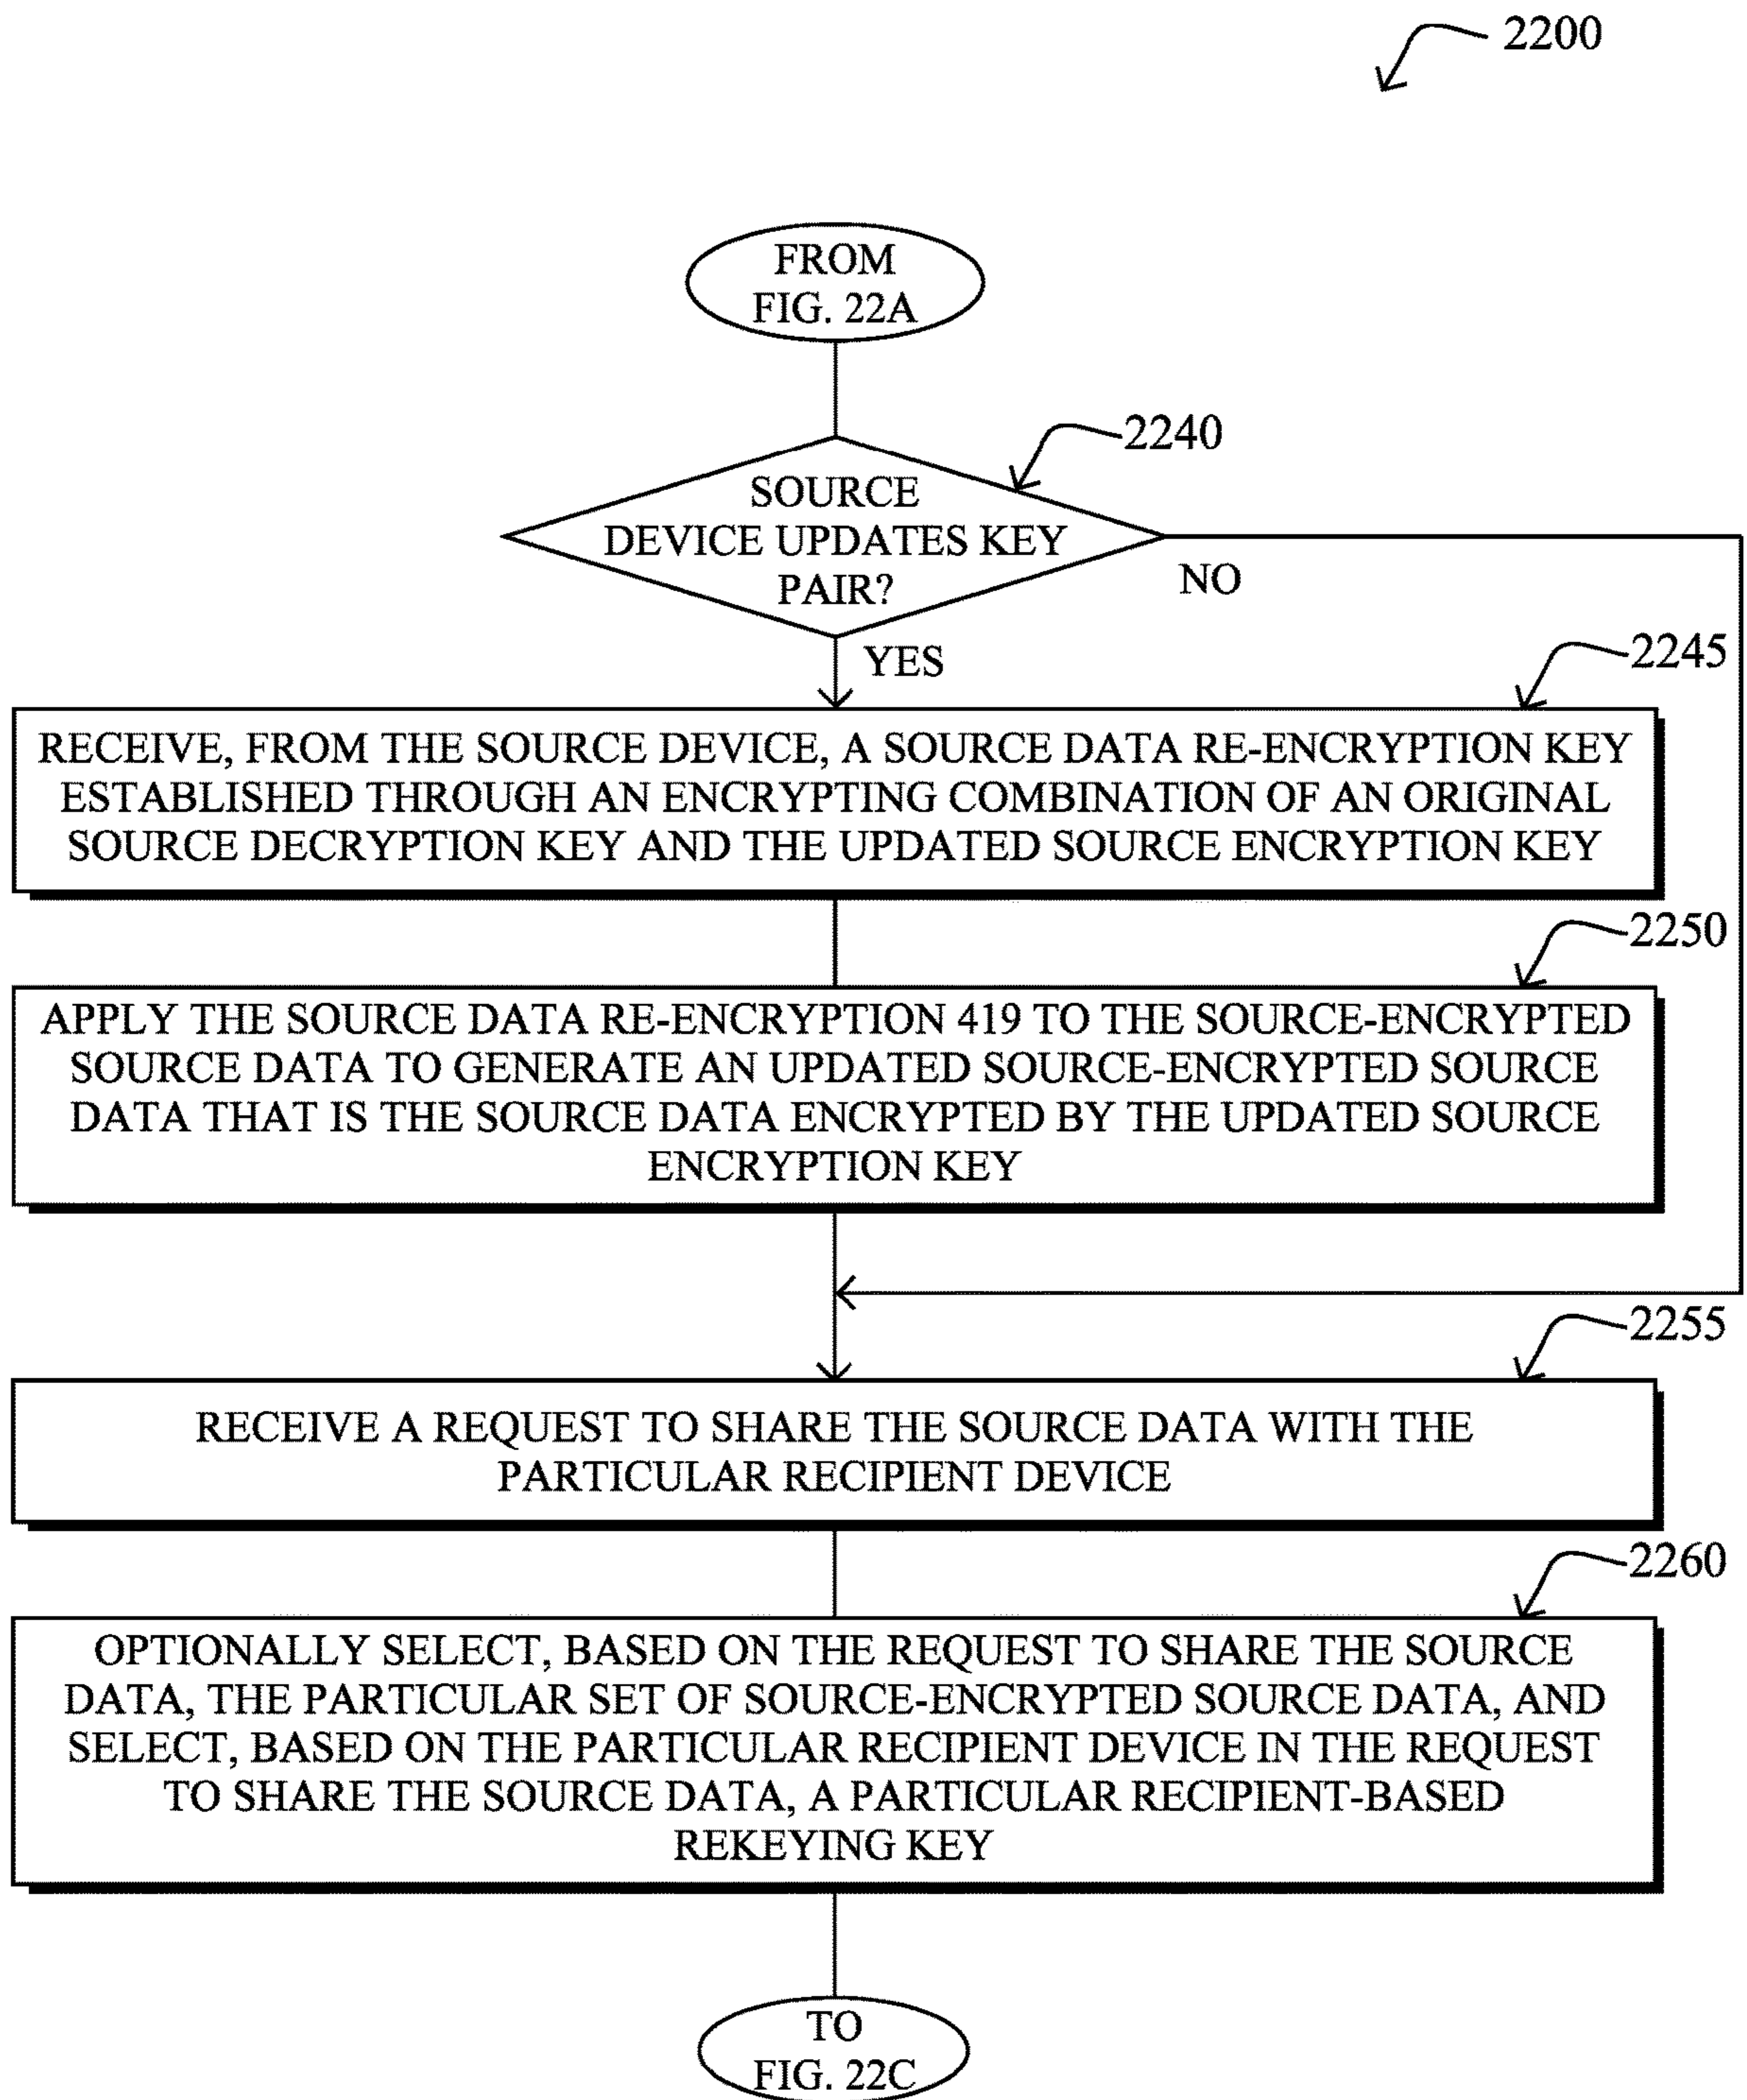 2200
FROM
FIG. 22A
2240
SOURCE
DEVICE UPDATES KEY
PAIR?
NO
YES
2245
RECEIVE, FROM THE SOURCE DEVICE, A SOURCE DATA RE-ENCRYPTION KEY
ESTABLISHED THROUGH AN ENCRYPTING COMBINATION OF AN ORIGINAL
SOURCE DECRYPTION KEY AND THE UPDATED SOURCE ENCRYPTION KEY
2250
APPLY THE SOURCE DATA RE-ENCRYPTION 419 TO THE SOURCE-ENCRYPTED
SOURCE DATA TO GENERATE AN UPDATED SOURCE-ENCRYPTED SOURCE
DATA THAT IS THE SOURCE DATA ENCRYPTED BY THE UPDATED SOURCE
ENCRYPTION KEY
2255
RECEIVE A REQUEST TO SHARE THE SOURCE DATA WITH THE
PARTICULAR RECIPIENT DEVICE
2260
OPTIONALLY SELECT, BASED ON THE REQUEST TO SHARE THE SOURCE
DATA, THE PARTICULAR SET OF SOURCE-ENCRYPTED SOURCE DATA, AND
SELECT, BASED ON THE PARTICULAR RECIPIENT DEVICE IN THE REQUEST
TO SHARE THE SOURCE DATA, A PARTICULAR RECIPIENT-BASED
REKEYING KEY
TO
FIG. 22C